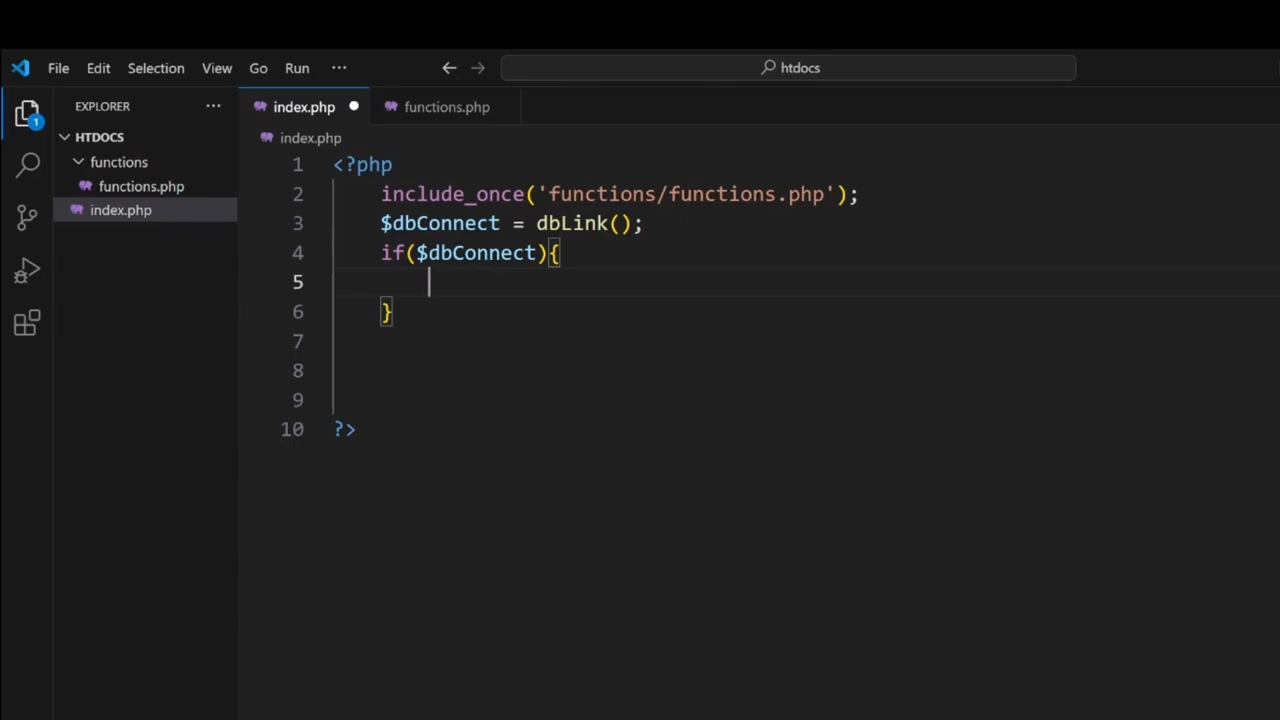 File Edit Selection View Go Run ··· htdocs
EXPLORER ··· index.php functions.php
HTDOCS
functions
functions.php
index.php
1
index.php
1 <?php
2 include_once('functions/functions.php');
3 $dbConnect = dbLink();
4 if($dbConnect){
5
6 }
7
8
9
10 ?>